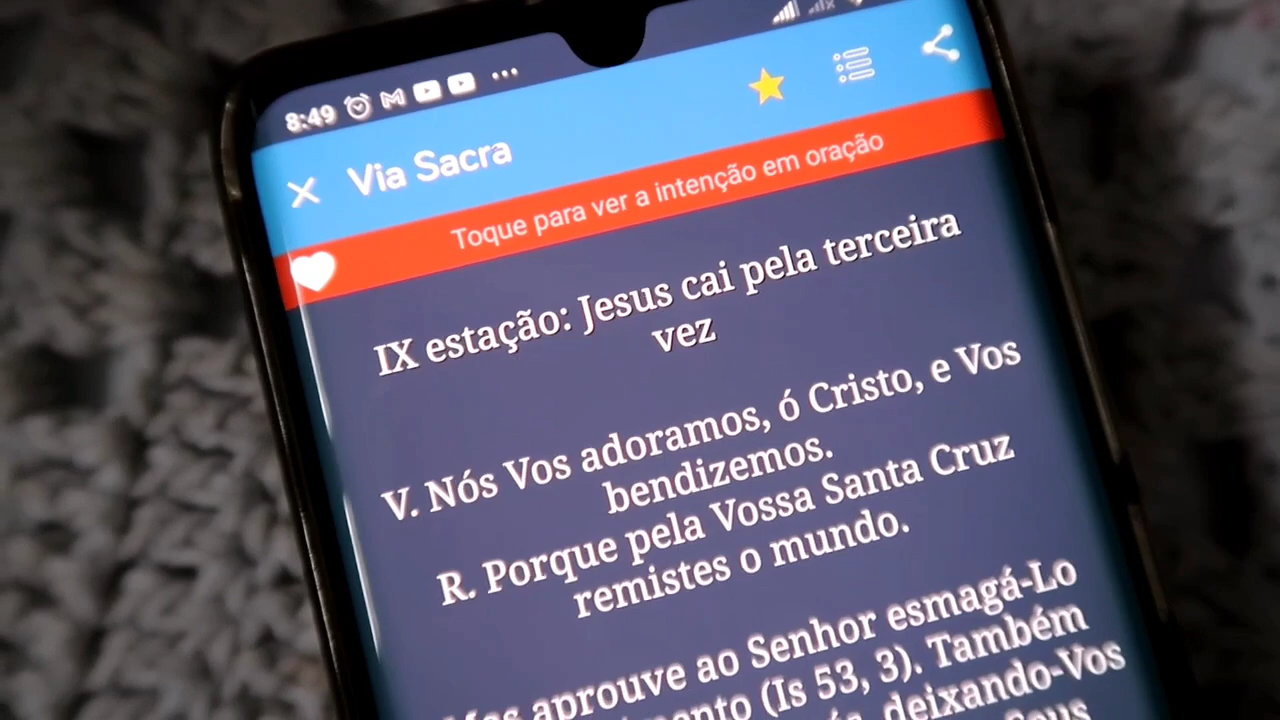 8:49
Via Sacra
Toque para ver a intenção em oração
IX estação: Jesus cai pela terceira
vez
V. Nós Vos adoramos, ó Cristo, e Vos
bendizemos.
R. Porque pela Vossa Santa Cruz
remistes o mundo.
Mas aprouve ao Senhor esmagá-Lo
(Is 53, 3). Também
deixando-Vos